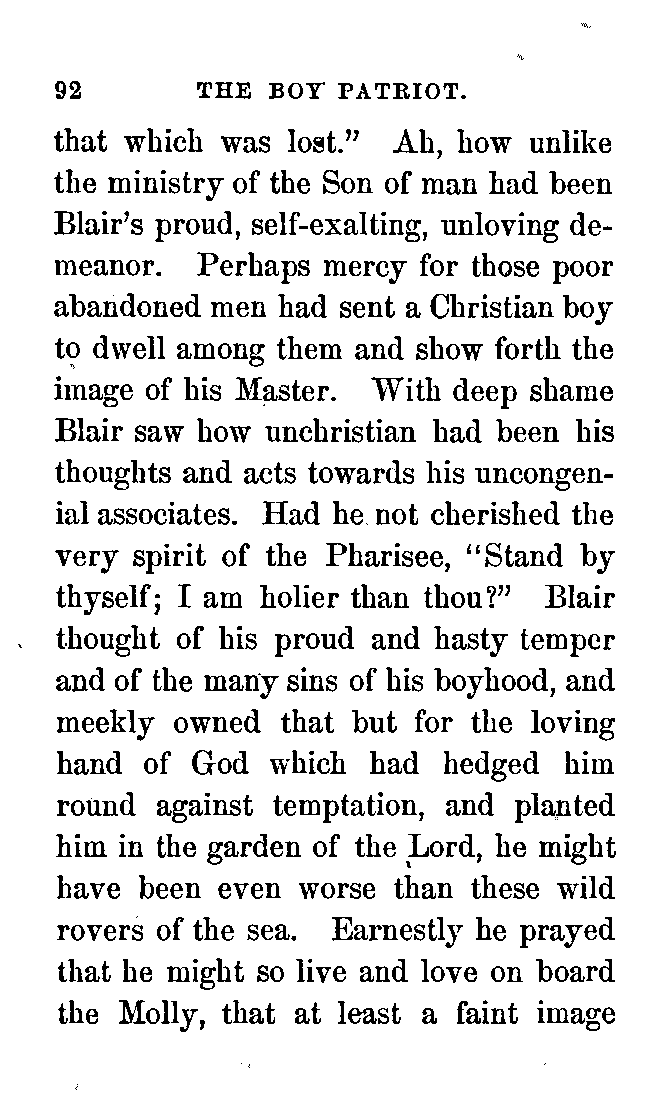 92 THE BOY PATRIOT.
that which was lost.” Ah, how unlike
the ministry of the Son of man had been
Blair's proud, self-exalting, unloving de-
meanor. Perhaps mercy for those poor
abandoned men had sent a Christian boy
to dwell among them and show forth the
image of his Master. With deep shame
Blair saw how unchristian had been his
thoughts and acts towards his uncongen-
ial associates. Had he not cherished the
very spirit of the Pharisee, “Stand by
thyself; I am holier than thou?” Blair
thought of his proud and hasty temper
and of the many sins of his boyhood, and
meekly owned that but for the loving
hand of God which had hedged him
round against temptation, and planted
him in the garden of the Lord, he might
have been even worse than these wild
rovers of the sea. Earnestly he prayed
that he might so live and love on board
the Molly, that at least a faint image